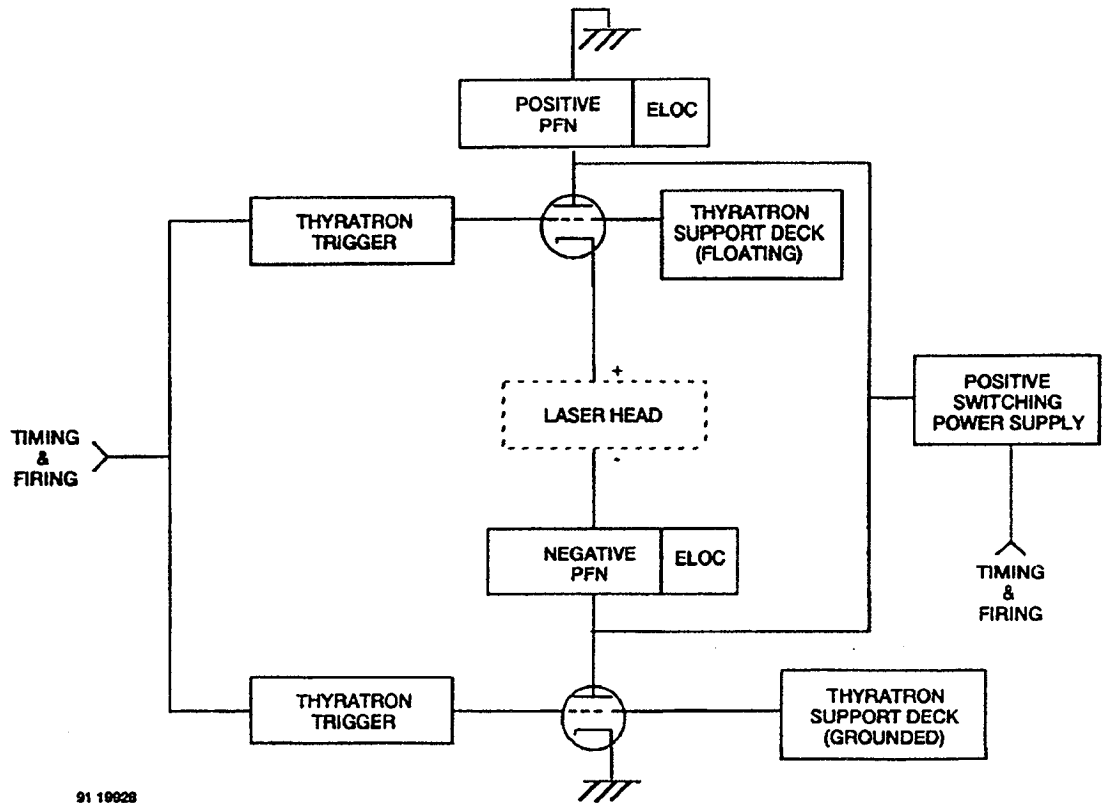 POSITIVE
PFN
ELOC
THYRATRON
TRIGGER
THYRATRON
SUPPORT DECK
(FLOATING)
+
LASER HEAD
-
POSITIVE
SWITCHING
POWER SUPPLY
TIMING
&
FIRING
NEGATIVE
PFN
ELOC
TIMING
&
FIRING
THYRATRON
TRIGGER
THYRATRON
SUPPORT DECK
(GROUNDED)
91 19928